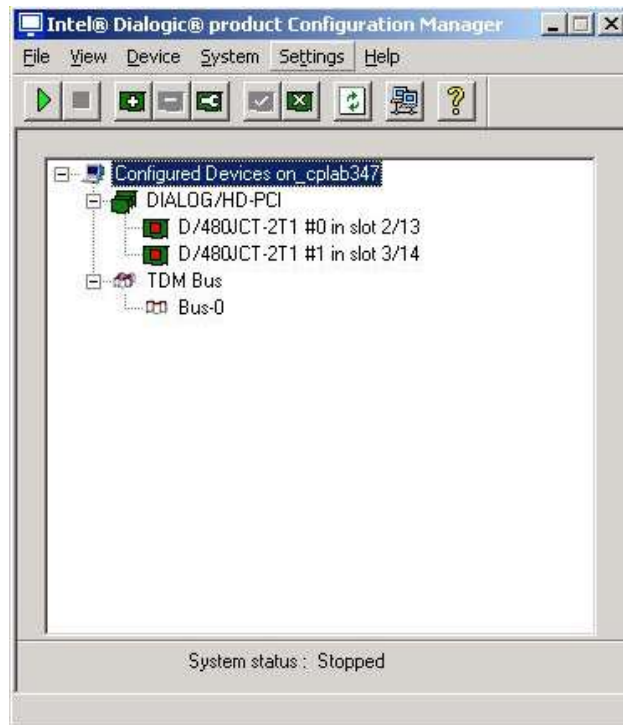 Intel® Dialogic® product Configuration Manager
File View Device System Settings Help
Configured Devices on_cplab347
DIALOG/HD-PCI
D/480JCT-2T1 #0 in slot 2/13
D/480JCT-2T1 #1 in slot 3/14
TDM Bus
Bus-0
System status : Stopped